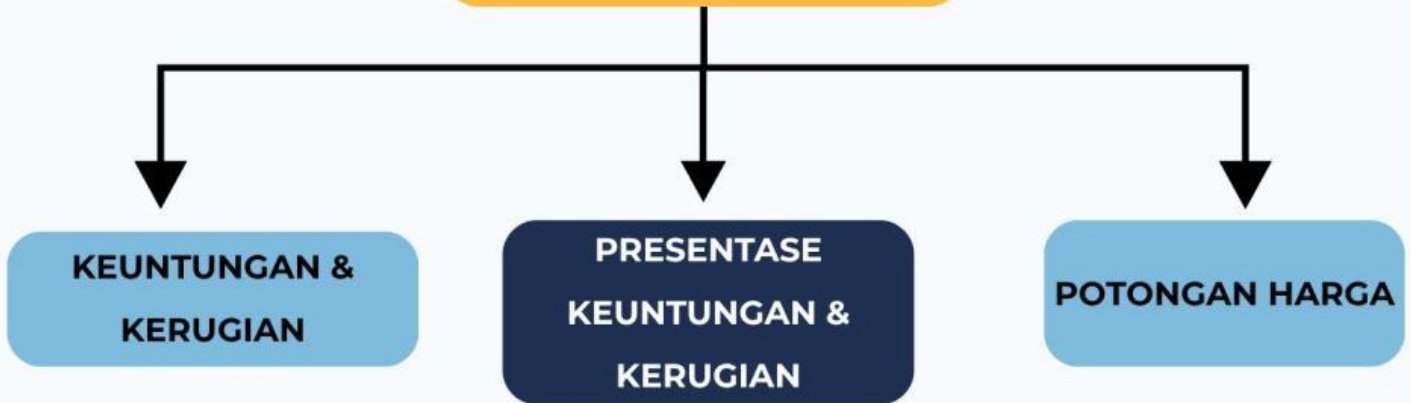 KEUNTUNGAN &
KERUGIAN
PRESENTASE
KEUNTUNGAN &
KERUGIAN
POTONGAN HARGA